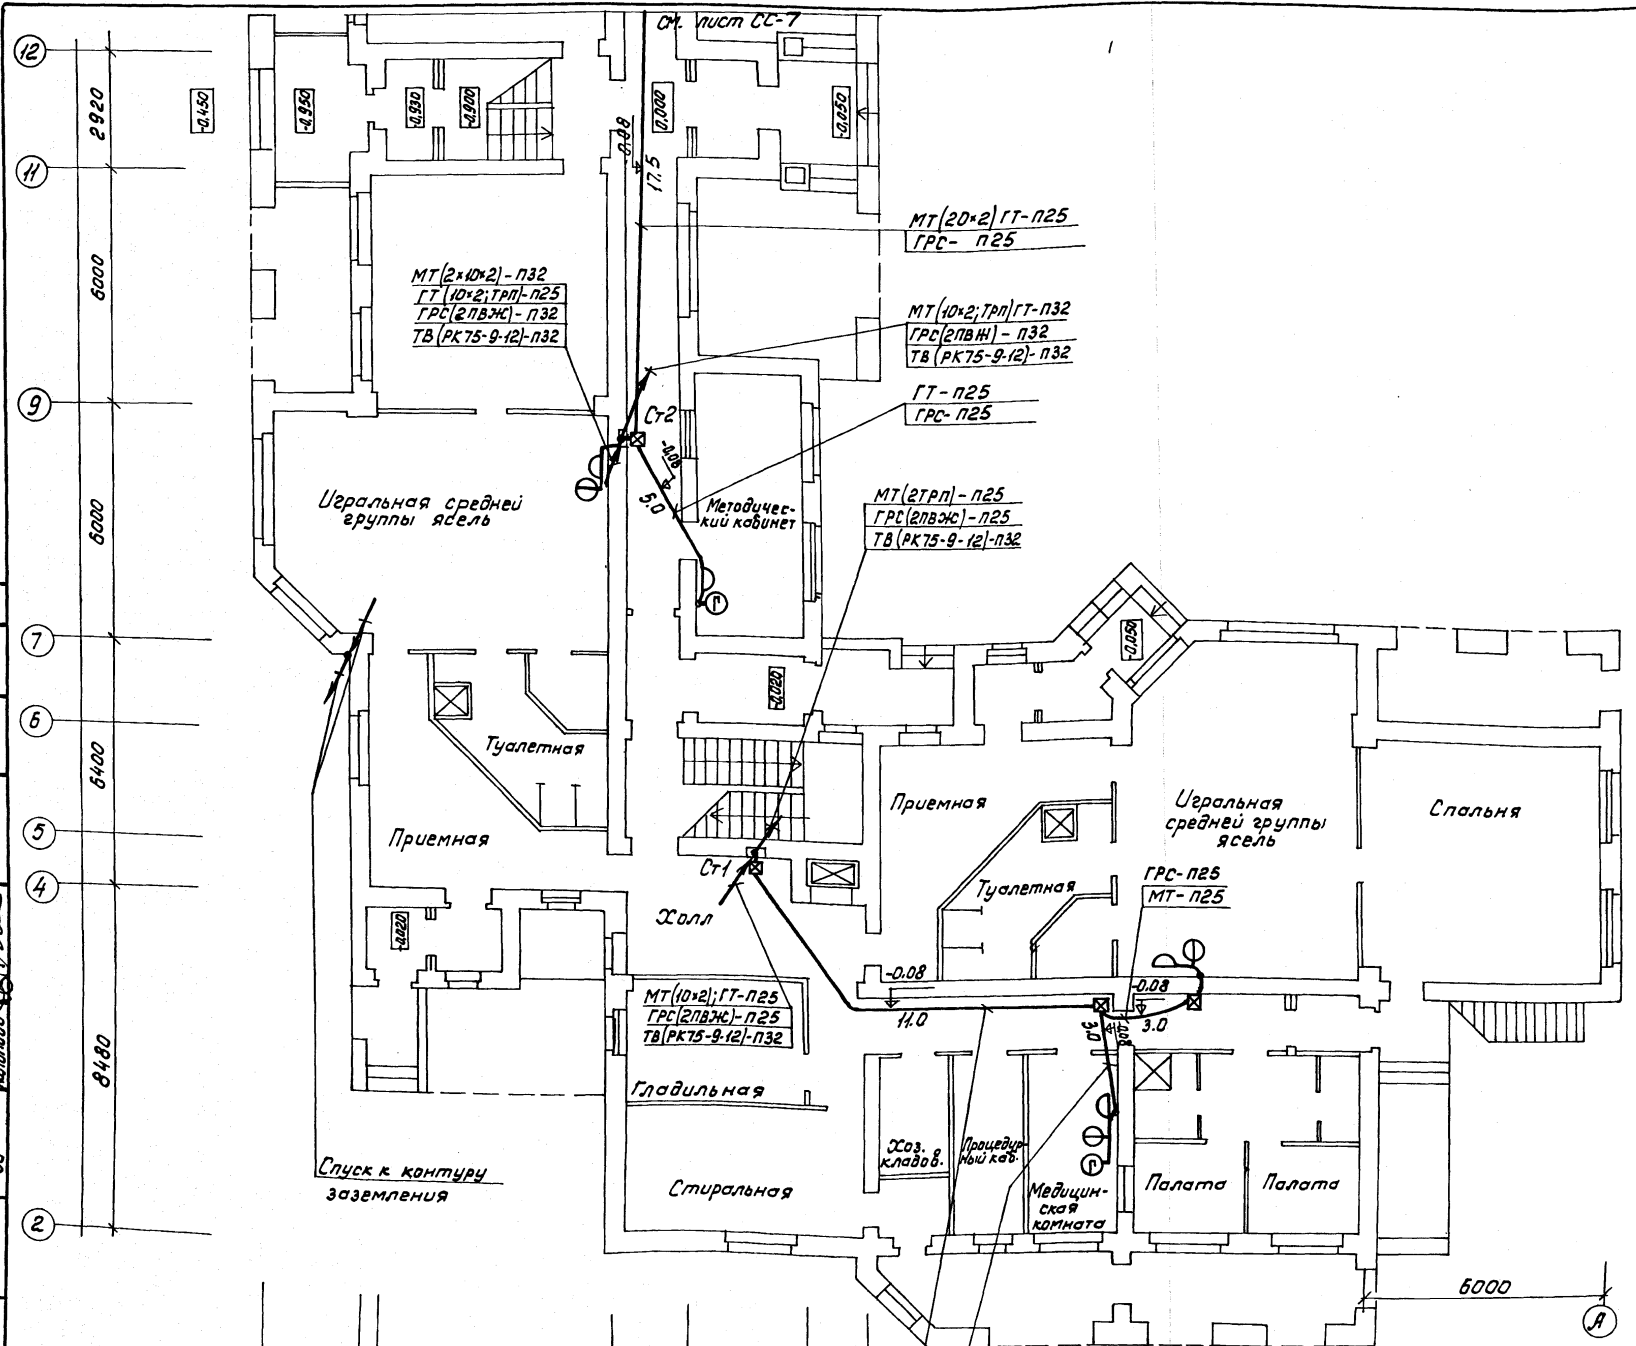 см. лист СС-7
12
2920
-0,450
-0,950
-0,930
-0,900
-0.08
0,000
-0,050
11
17.5
МТ(20×2) ГТ-П25
ГРС- П25
6000
МТ(2×10×2)-П32
ГТ(10×2;ТРП)-П25
ГРС(2ПВЖ)-П32
ТВ(РК75-9-12)-П32
МТ(10×2;ТРП)ГТ-П32
ГРС(2ПВЖ)-П32
ТВ(РК75-9-12)-П32
ГТ-П25
ГРС-П25
9
Ст2
-0,08
5.0
6000
Игральная средней
группы ясель
Методичес-
кий кабинет
МТ(2ТРП)-П25
ГРС(2ПВЖ)-П25
ТВ(РК75-9-12)-П32
Г
7
-0,050
-0,020
6
6400
Туалетная
Приемная
Приемная
Игральная
средней группы
ясель
Спальня
5
Ст1
4
Холл
Туалетная
ГРС-П25
МТ-П25
-0,020
-0.08
-0.08
МТ(10×2);ГТ-П25
ГРС(2ПВЖ)-П25
ТВ(РК75-9-12)-П32
11.0
3.0
-0,08
3.0
8480
Гладильная
Хоз.
кладов.
Процедур-
ный каб.
Г
Спуск к контуру
заземления
Стиральная
Медицин-
ская
комната
Палата
Палата
2
6000
А